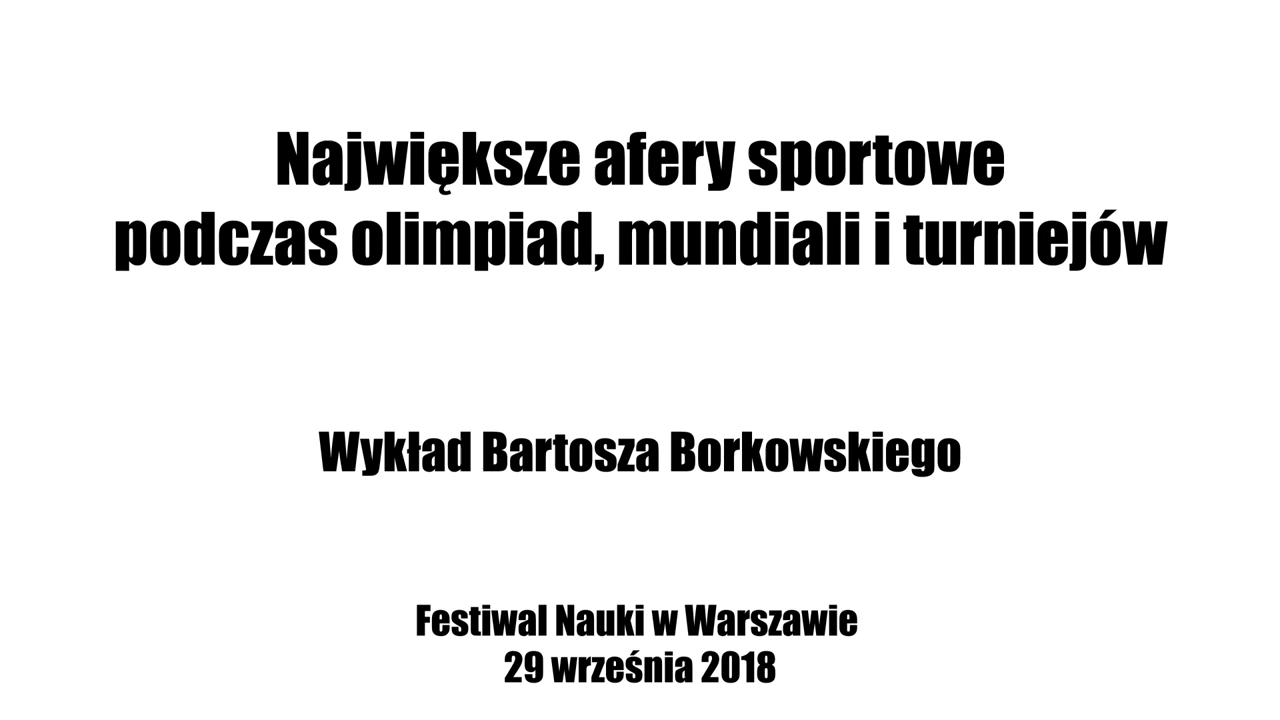 Największe afery sportowe
podczas olimpiad, mundiali i turniejów
Wykład Bartosza Borkowskiego
Festiwal Nauki w Warszawie
29 września 2018